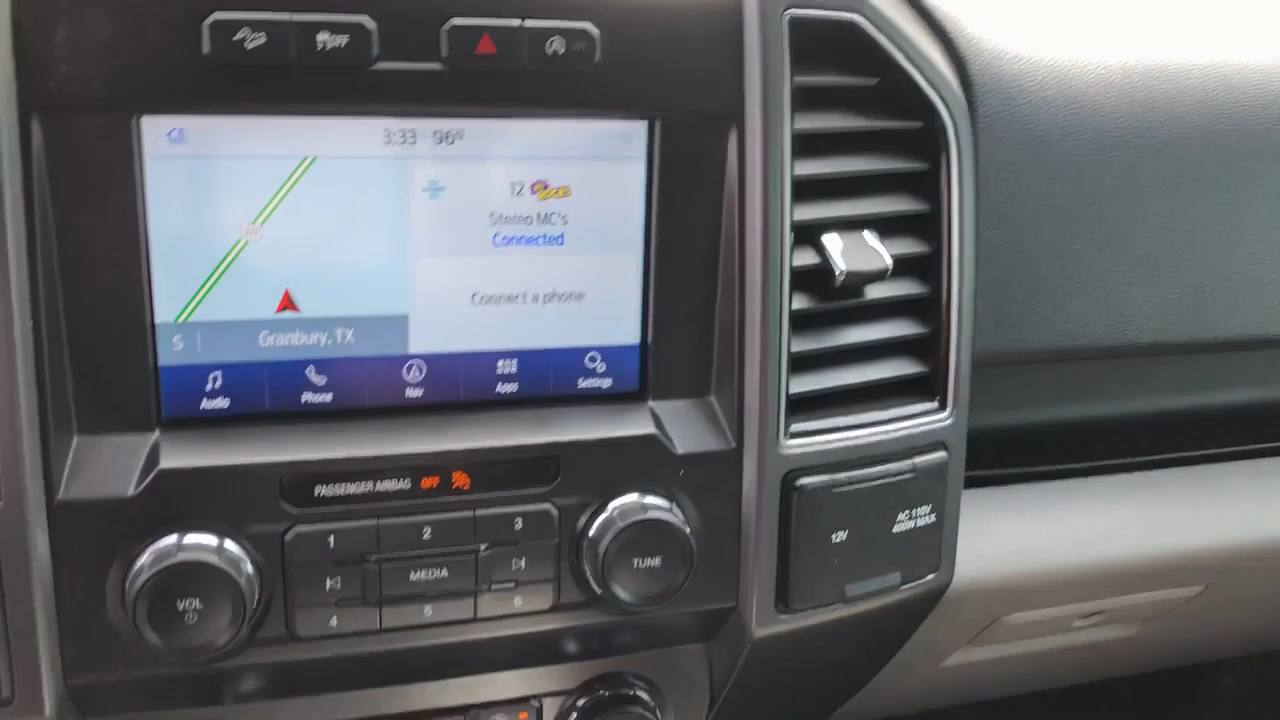 OFF
3:33 96°
12
Stereo MC's
Connected
Connect a phone
S
Granbury, TX
Audio
Phone
Nav
Apps
Settings
PASSENGER AIRBAG OFF
1
2
3
MEDIA
4
5
6
VOL
TUNE
12V
AC 110V
400W MAX